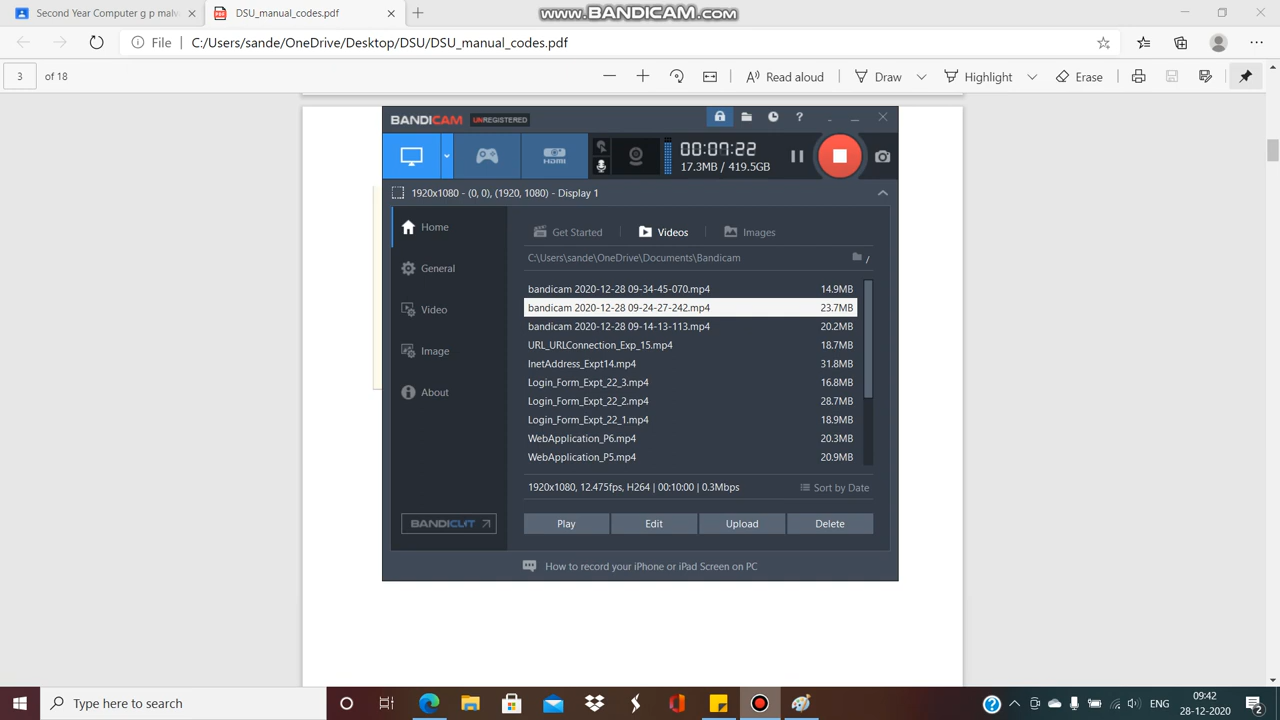 Second Year Computer g p malv
DSU_manual_codes.pdf
www.BANDICAM.com
File
C:/Users/sande/OneDrive/Desktop/DSU/DSU_manual_codes.pdf
3 of 18
Read aloud
Draw
Highlight
Erase
BANDICAM UNREGISTERED
00:07:22
17.3MB / 419.5GB
HDMI
1920x1080 - (0, 0), (1920, 1080) - Display 1
Home
General
Video
Image
About
BANDICUT
Get Started
Videos
Images
C:\Users\sande\OneDrive\Documents\Bandicam
/
bandicam 2020-12-28 09-34-45-070.mp4 14.9MB
bandicam 2020-12-28 09-24-27-242.mp4 23.7MB
bandicam 2020-12-28 09-14-13-113.mp4 20.2MB
URL_URLConnection_Exp_15.mp4 18.7MB
InetAddress_Expt14.mp4 31.8MB
Login_Form_Expt_22_3.mp4 16.8MB
Login_Form_Expt_22_2.mp4 28.7MB
Login_Form_Expt_22_1.mp4 18.9MB
WebApplication_P6.mp4 20.3MB
WebApplication_P5.mp4 20.9MB
1920x1080, 12.475fps, H264 | 00:10:00 | 0.3Mbps
Sort by Date
Play
Edit
Upload
Delete
How to record your iPhone or iPad Screen on PC
Type here to search
ENG
09:42
28-12-2020
2